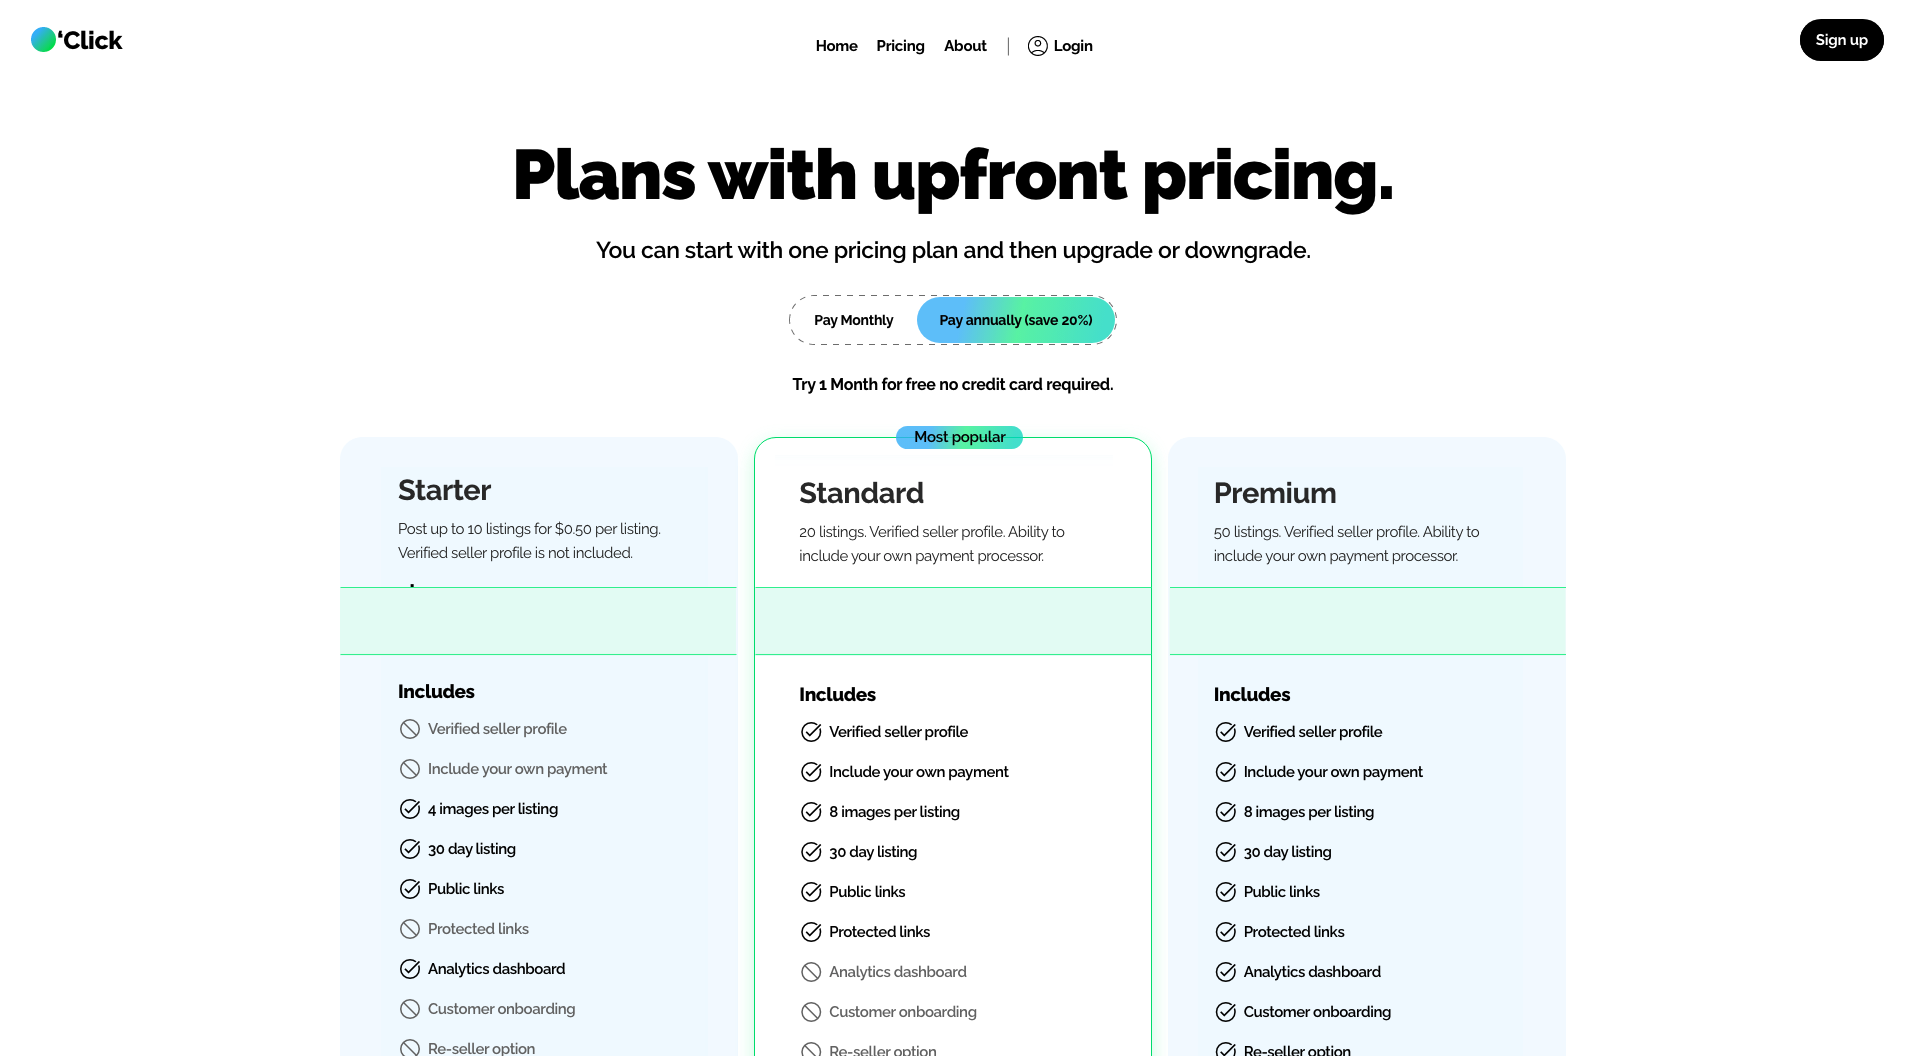 ‘Click
Home Pricing About | Login
Sign up
Plans with upfront pricing.
You can start with one pricing plan and then upgrade or downgrade.
Pay Monthly Pay annually (save 20%)
Try 1 Month for free no credit card required.
Starter
Post up to 10 listings for $0.50 per listing.
Verified seller profile is not included.
Includes
Verified seller profile
Include your own payment
4 images per listing
30 day listing
Public links
Protected links
Analytics dashboard
Customer onboarding
Re-seller option
Most popular
Standard
20 listings. Verified seller profile. Ability to
include your own payment processor.
Includes
Verified seller profile
Include your own payment
8 images per listing
30 day listing
Public links
Protected links
Analytics dashboard
Customer onboarding
Re-seller option
Premium
50 listings. Verified seller profile. Ability to
include your own payment processor.
Includes
Verified seller profile
Include your own payment
8 images per listing
30 day listing
Public links
Protected links
Analytics dashboard
Customer onboarding
Re-seller option